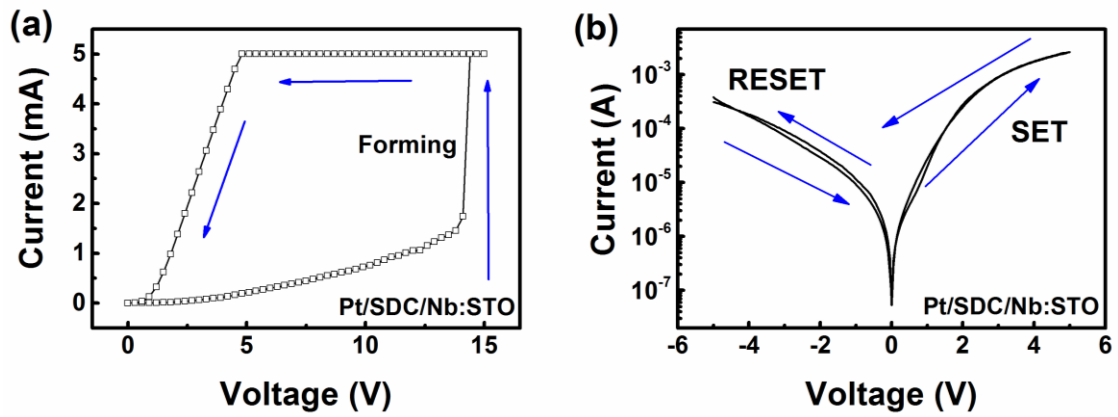 (a)
5
4
3
2
1
0
Current (mA)
Forming
Pt/SDC/Nb:STO
0
5
10
15
Voltage (V)
(b)
10⁻³
10⁻⁴
10⁻⁵
10⁻⁶
10⁻⁷
Current (A)
RESET
SET
Pt/SDC/Nb:STO
-6
-4
-2
0
2
4
6
Voltage (V)